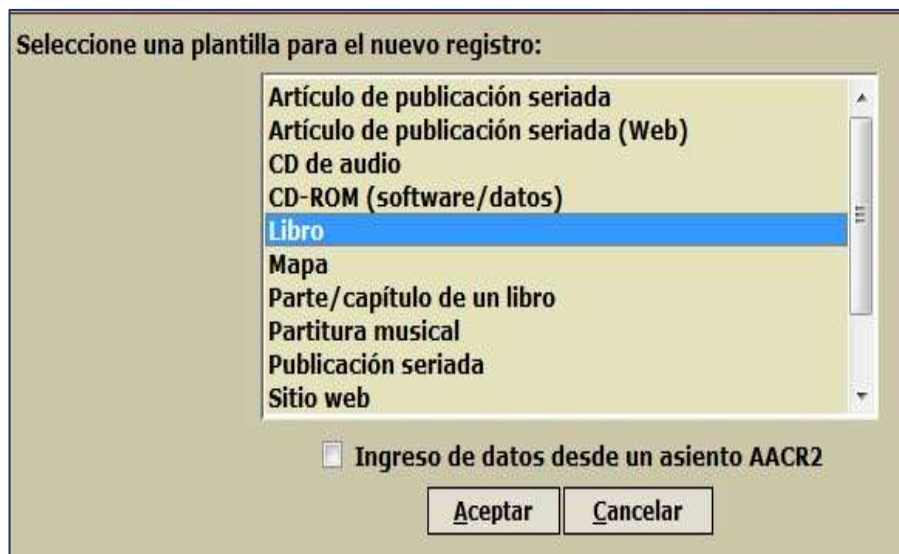 Seleccione una plantilla para el nuevo registro:
Artículo de publicación seriada
Artículo de publicación seriada (Web)
CD de audio
CD-ROM (software/datos)
Libro
Mapa
Parte/capítulo de un libro
Partitura musical
Publicación seriada
Sitio web
Ingreso de datos desde un asiento AACR2
Aceptar Cancelar